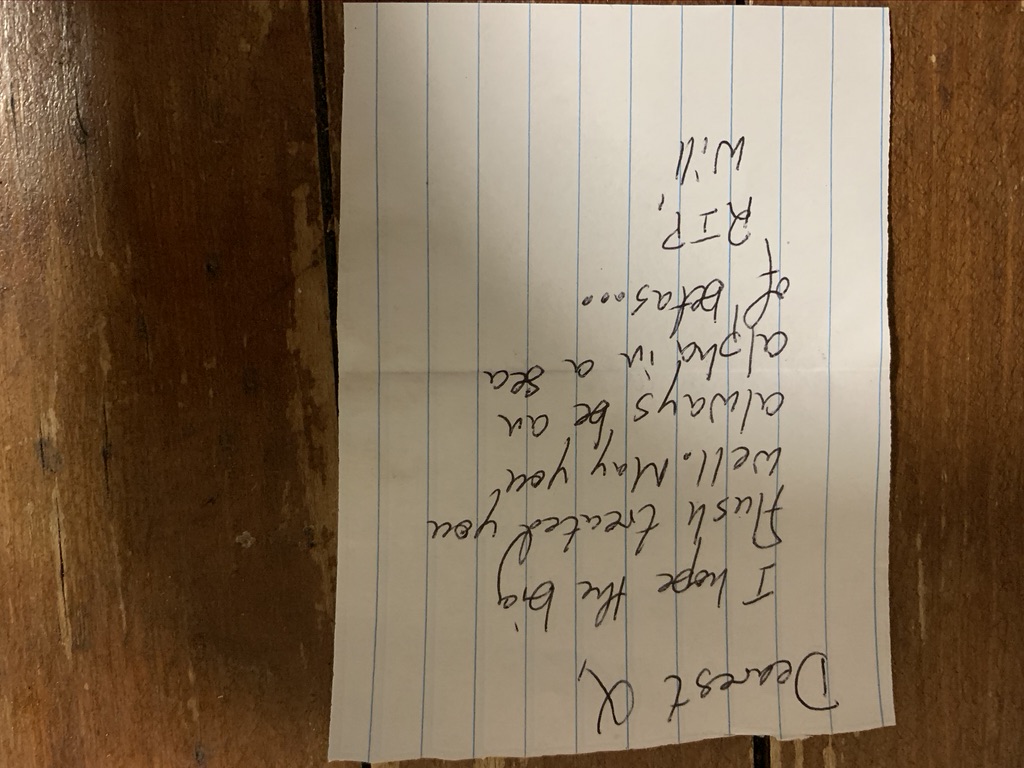 Dearest α,
I hope the big
flush treated you
well. May you
always be an
alpha in a sea
of betas...
RIP,
Will